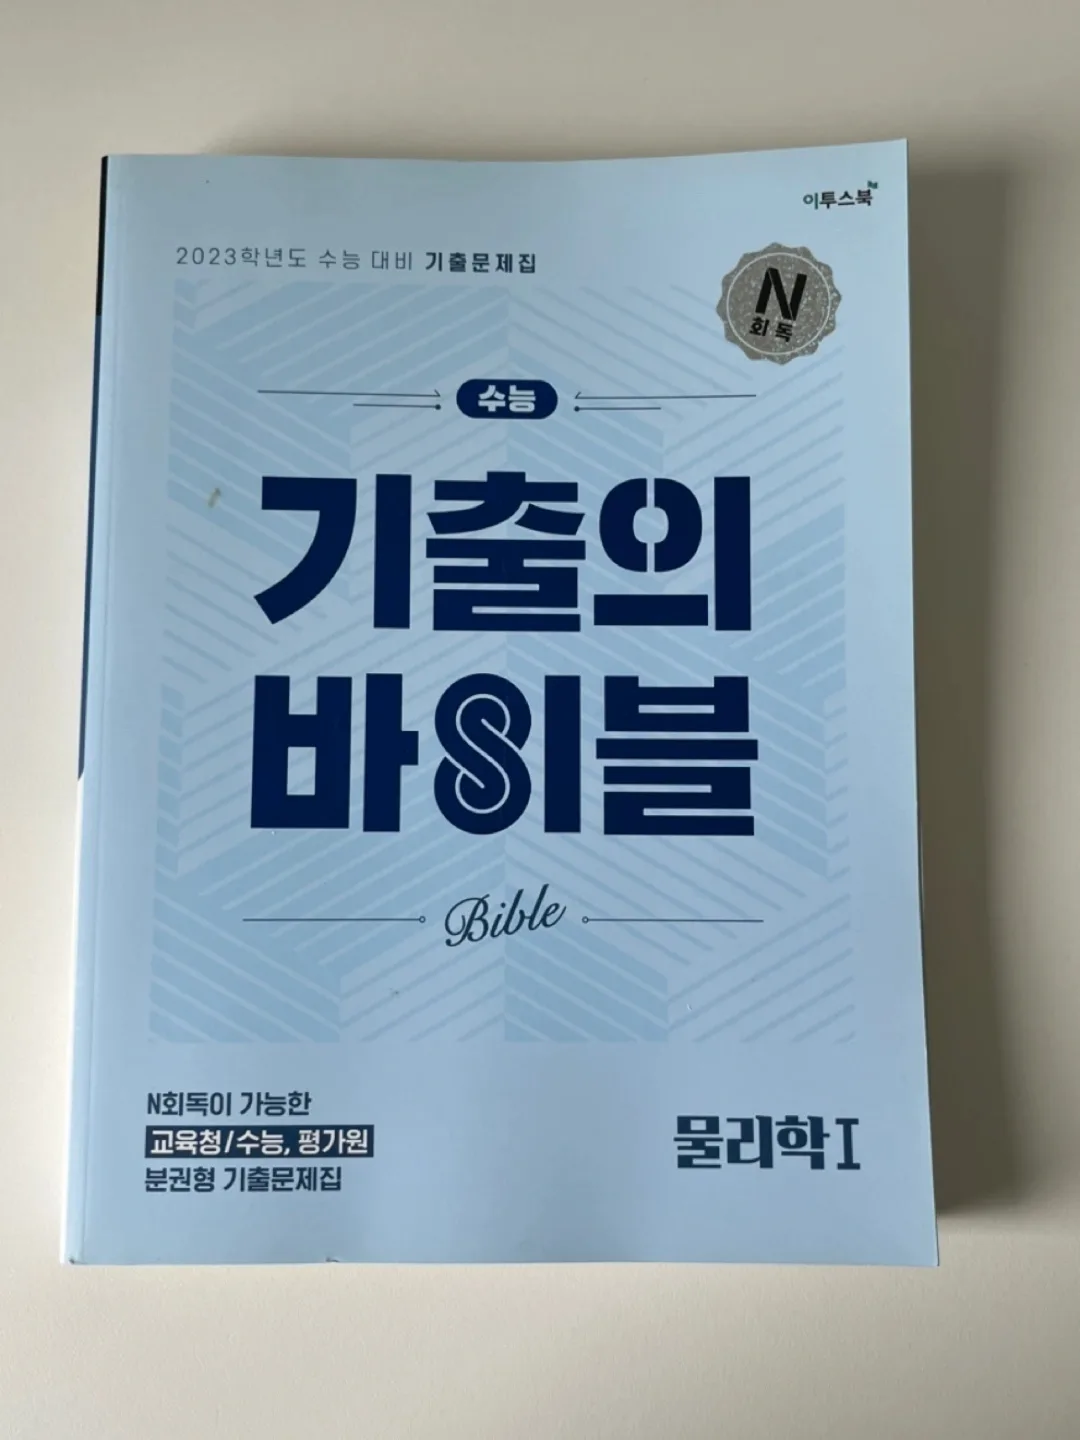 이투스북
2023학년도 수능 대비 기출문제집
N
회독
수능
기출의
바이블
Bible
N회독이 가능한
교육청/수능, 평가원
분권형 기출문제집
물리학Ⅰ